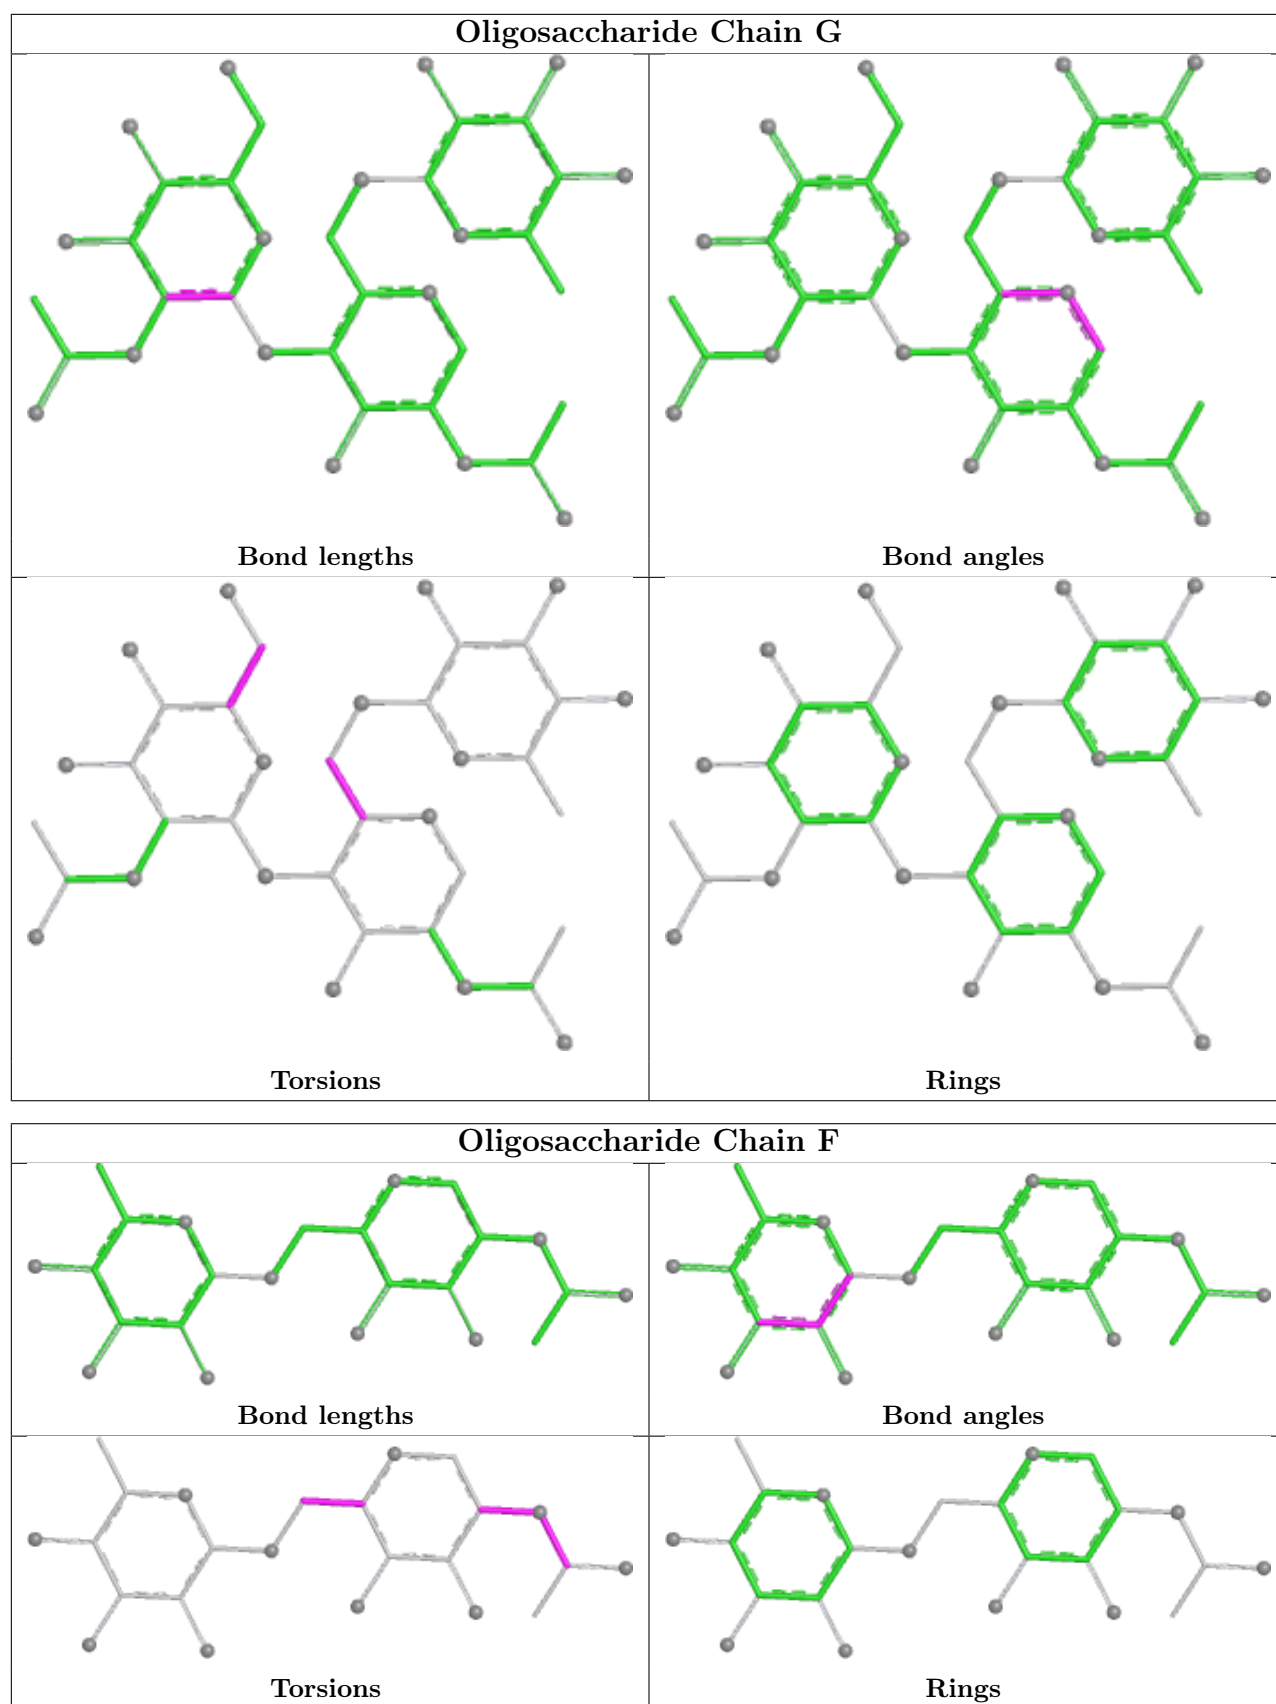 Oligosaccharide Chain G
Bond lengths
Bond angles
Torsions
Rings
Oligosaccharide Chain F
Bond lengths
Bond angles
Torsions
Rings